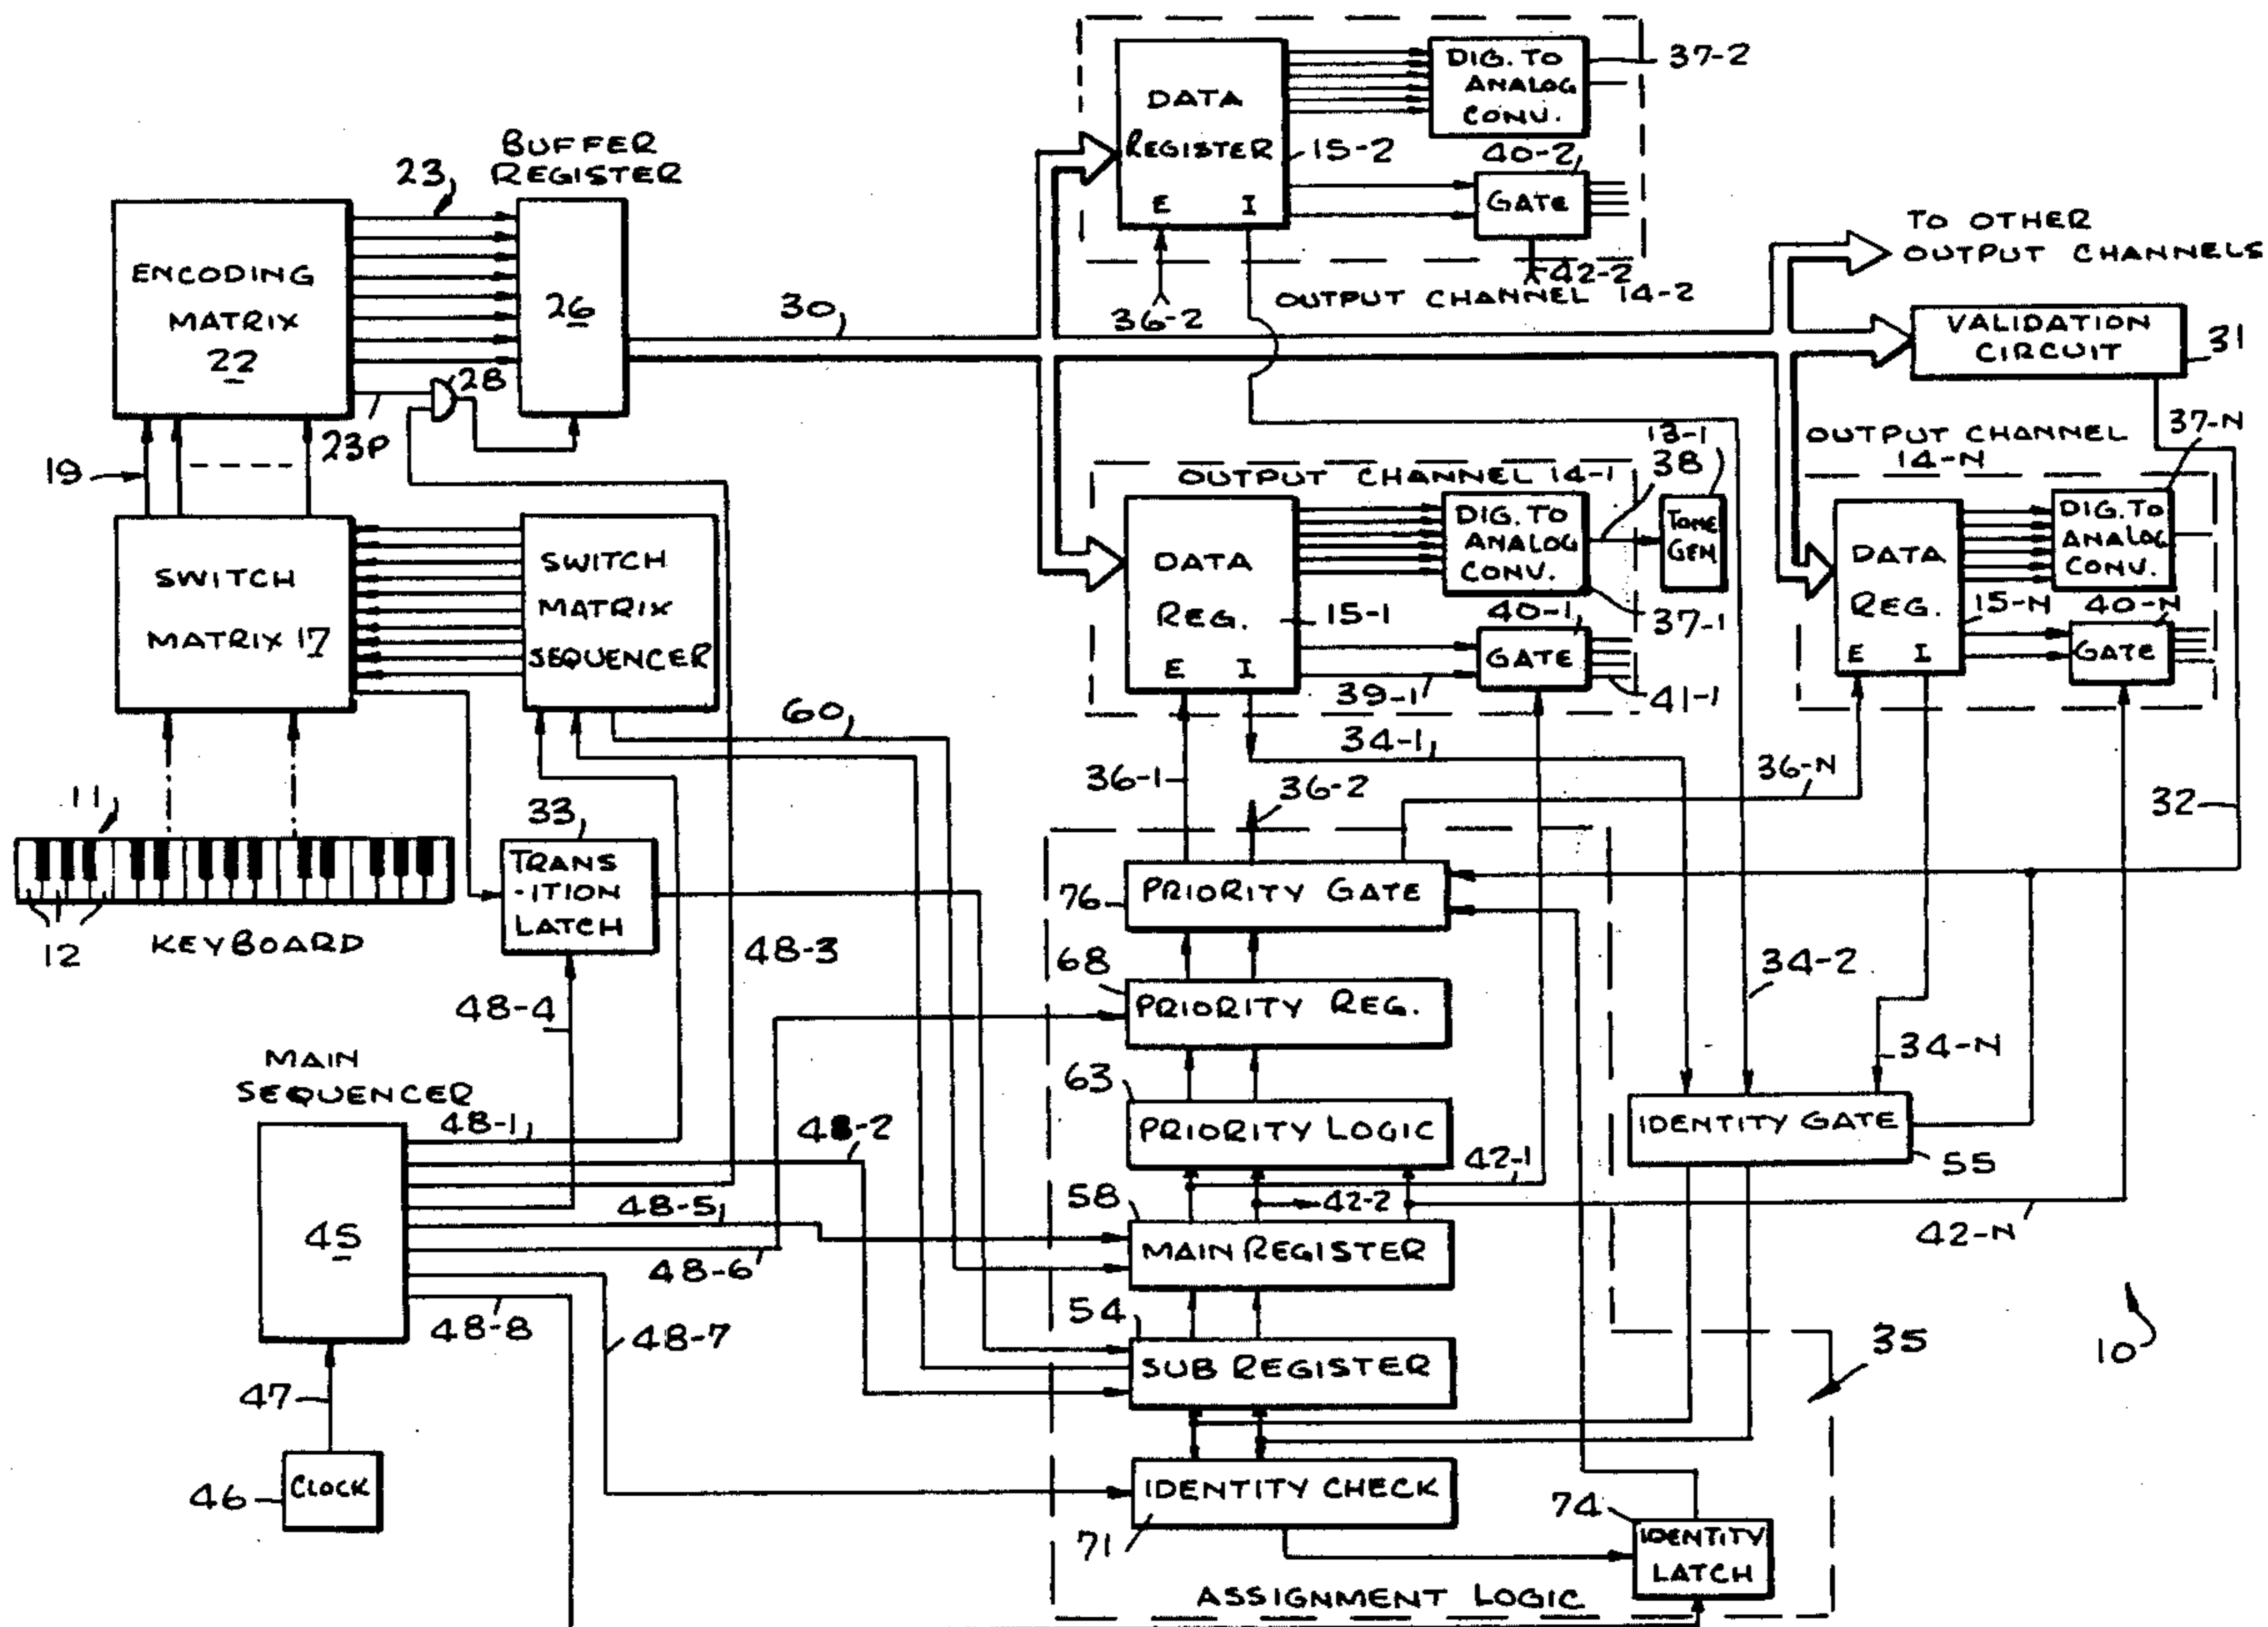 BUFFER
REGISTER
23
26
ENCODING
MATRIX
22
28
23P
19
30
SWITCH
MATRIX 17
SWITCH
MATRIX
SEQUENCER
11
12
KEYBOARD
33
TRANS
-ITION
LATCH
60
48-3
48-4
MAIN
SEQUENCER
45
48-1
48-2
48-5
48-6
48-7
48-8
47
46
CLOCK
DATA
REGISTER
E I
15-2
DIG. TO
ANALOG
CONV.
37-2
40-2
GATE
42-2
36-2
OUTPUT CHANNEL 14-2
TO OTHER
OUTPUT CHANNELS
VALIDATION
CIRCUIT
31
OUTPUT CHANNEL 14-1
DATA
REG.
E I
15-1
DIG. TO
ANALOG
CONV.
37-1
13-1
38
TONE
GEN
40-1
GATE
39-1
41-1
OUTPUT CHANNEL
14-N
37-N
DATA
REG.
E I
15-N
DIG. TO
ANALOG
CONV.
40-N
GATE
34-1
36-1
36-2
36-N
32
PRIORITY GATE
76
68
PRIORITY REG.
63
PRIORITY LOGIC
42-1
42-2
58
MAIN REGISTER
54
SUB REGISTER
IDENTITY CHECK
71
74
IDENTITY
LATCH
ASSIGNMENT LOGIC
34-2
34-N
IDENTITY GATE
55
42-N
35
10